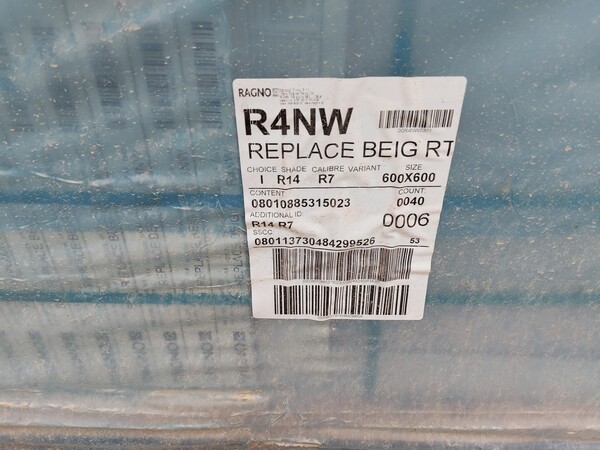 RAGNO
R4NW
REPLACE BEIG RT
CHOICE SHADE CALIBRE VARIANT SIZE
I R14 R7 600X600
CONTENT COUNT
08010885315023 0040
ADDITIONAL ID
R14 R7 0006
SSCC
080113730484299526 53